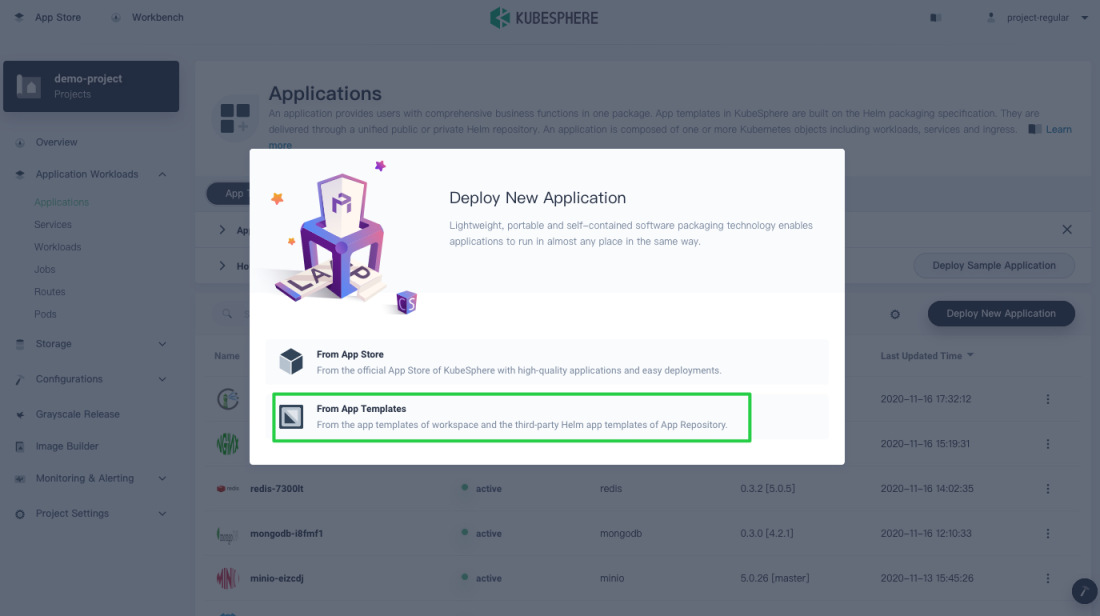 App Store
Workbench
KUBESPHERE
project-regular
demo-project
Projects
Overview
Application Workloads
Applications
Services
Workloads
Jobs
Routes
Pods
Storage
Configurations
Grayscale Release
Image Builder
Monitoring & Alerting
Project Settings
Applications
An application provides users with comprehensive business functions in one package. App templates in KubeSphere are built on the Helm packaging specification. They are
delivered through a unified public or private Helm repository. An application is composed of one or more Kubernetes objects including workloads, services and ingress. Learn
more
App
Deploy Sample Application
Deploy New Application
Lightweight, portable and self-contained software packaging technology enables
applications to run in almost any place in the same way.
From App Store
From the official App Store of KubeSphere with high-quality applications and easy deployments.
From App Templates
From the app templates of workspace and the third-party Helm app templates of App Repository.
Deploy New Application
Name
Last Updated Time
2020-11-16 17:32:12
2020-11-16 15:19:31
redis
redis-7300lt
active
redis
0.3.2 [5.0.5]
2020-11-16 14:02:35
mongodb-i8fmf1
active
mongodb
0.3.0 [4.2.1]
2020-11-16 12:10:33
minio-eizcdj
active
minio
5.0.26 [master]
2020-11-13 15:45:26